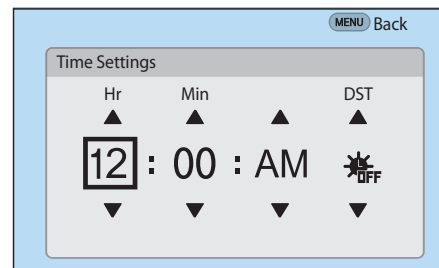 MENU Back
Time Settings
Hr Min DST
12 : 00 : AM OFF